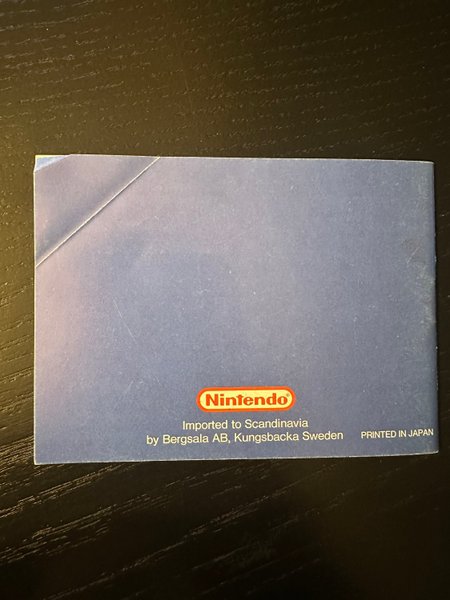 Nintendo
Imported to Scandinavia
by Bergsala AB, Kungsbacka Sweden
PRINTED IN JAPAN